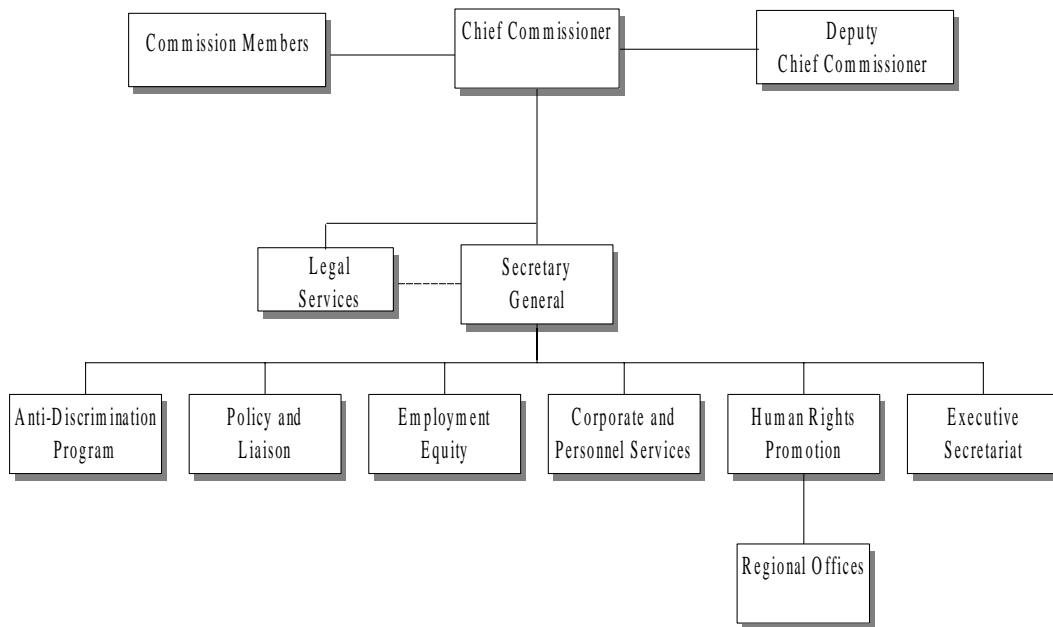 Commission Members
Chief Commissioner
Deputy
Chief Commissioner
Legal
Services
Secretary
General
Anti-Discrimination
Program
Policy and
Liaison
Employment
Equity
Corporate and
Personnel Services
Human Rights
Promotion
Executive
Secretariat
Regional Offices